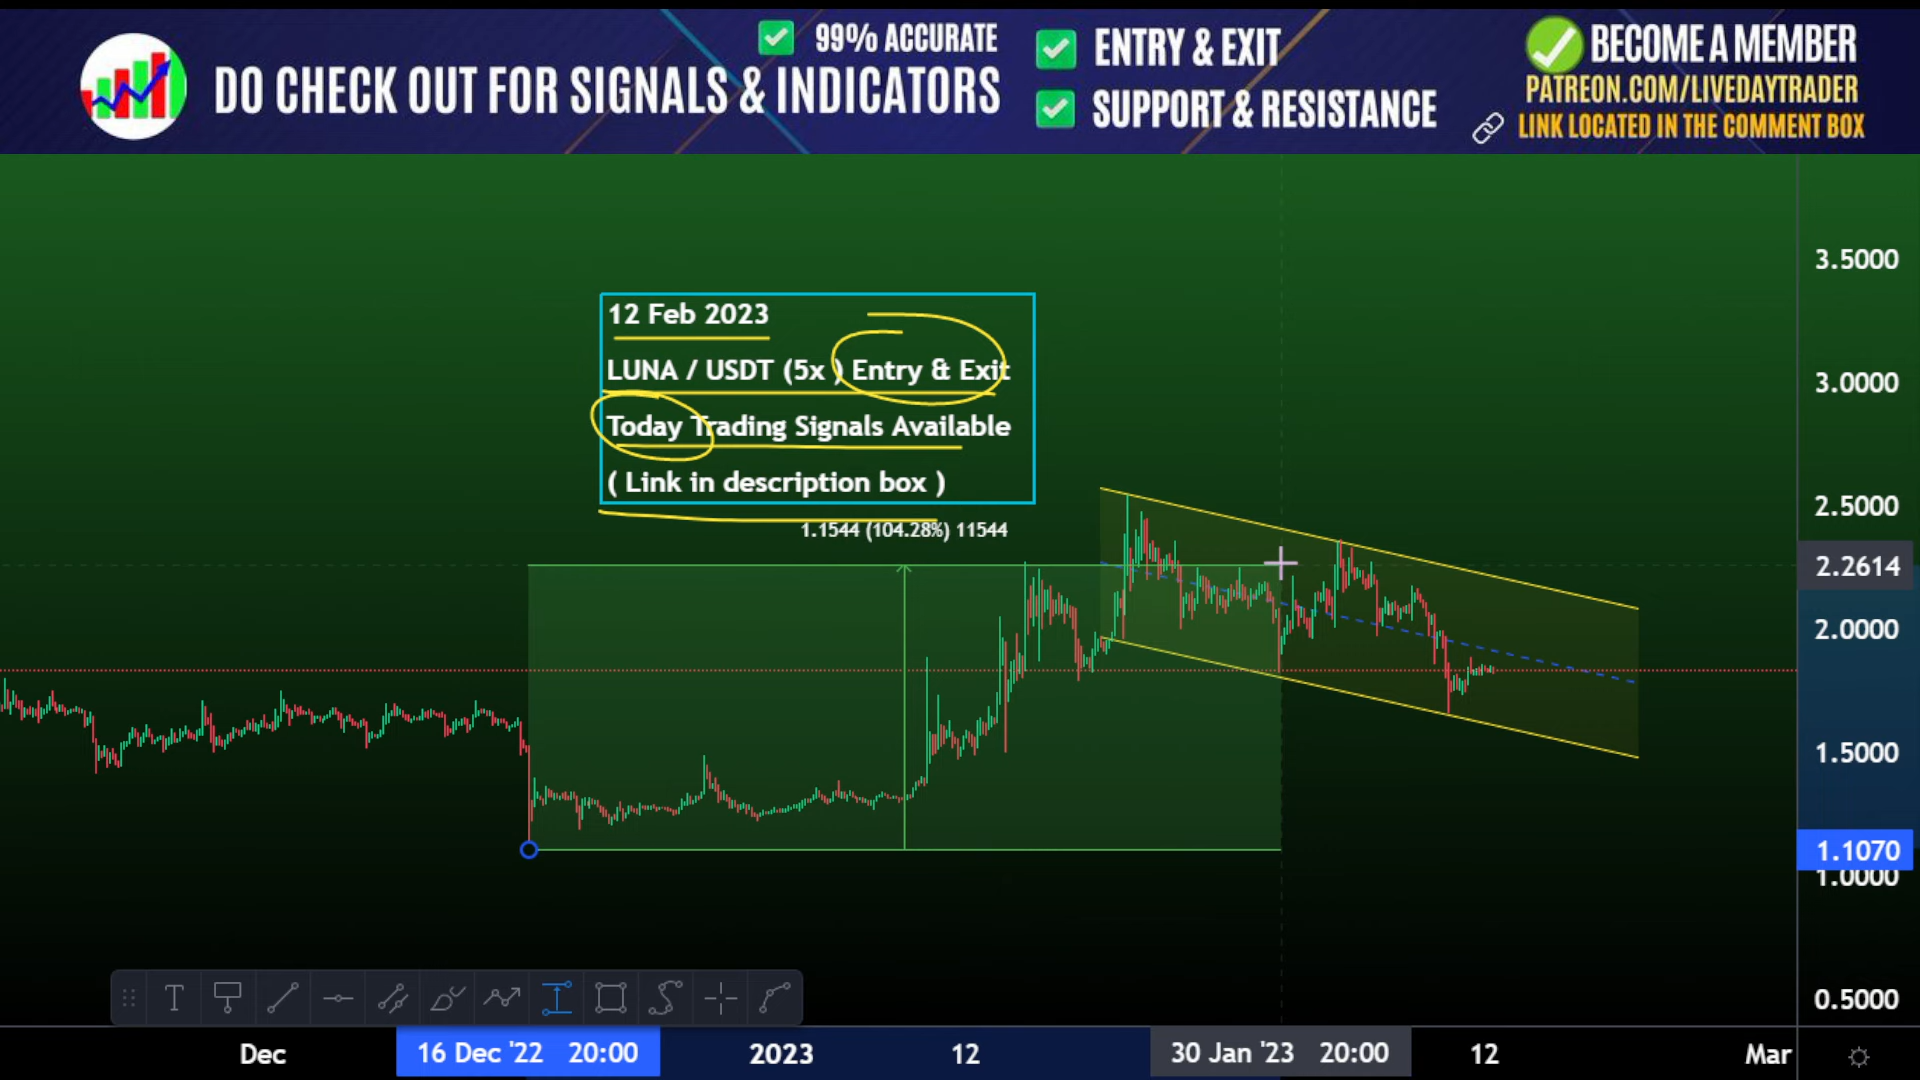 99% ACCURATE
DO CHECK OUT FOR SIGNALS & INDICATORS
ENTRY & EXIT
SUPPORT & RESISTANCE
BECOME A MEMBER
PATREON.COM/LIVEDAYTRADER
LINK LOCATED IN THE COMMENT BOX
12 Feb 2023
LUNA / USDT (5x ) Entry & Exit
Today Trading Signals Available
( Link in description box )
1.1544 (104.28%) 11544
3.5000
3.0000
2.5000
2.2614
2.0000
1.5000
1.1070
1.0000
0.5000
T
Dec
16 Dec '22 20:00
2023
12
30 Jan '23 20:00
12
Mar